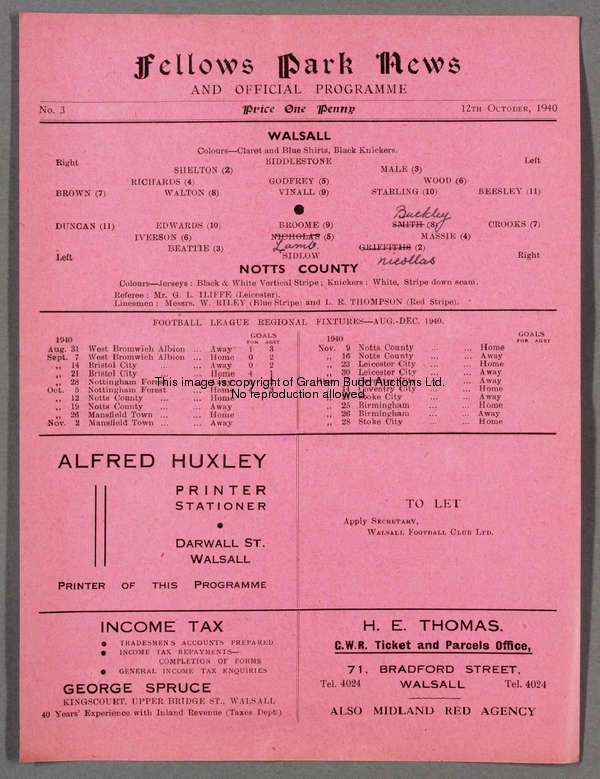 Fellows Park News
AND OFFICIAL PROGRAMME
No. 3 Price One Penny 12TH OCTOBER, 1940
WALSALL
Colours—Claret and Blue Shirts, Black Knickers.
Right BIDDLESTONE Left
SHELTON (2) MALE (3)
RICHARDS (4) GODFREY (5) WOOD (6)
BROWN (7) WALTON (8) VINALL (9) STARLING (10) BEESLEY (11)
Buckley
DUNCAN (11) EDWARDS (10) BROOME (9) SMITH (8) CROOKS (7)
IVERSON (6) NICHOLAS (5) MASSIE (4)
BEATTIE (3) Lamb. GRIFFITHS (2)
Left SIDLOW nicollas Right
NOTTS COUNTY
Colours—Jerseys: Black & White Vertical Stripe; Knickers: White, Stripe down seam.
Referee: Mr. G. L. ILIFFE (Leicester).
Linesmen: Messrs. W. RILEY (Blue Stripe) and L. R. THOMPSON (Red Stripe).
FOOTBALL LEAGUE REGIONAL FIXTURES—AUG.-DEC. 1940.
1940 GOALS FOR AGST
Aug. 31 West Bromwich Albion ... Away 1 3
Sept. 7 West Bromwich Albion ... Home 0 2
,, 14 Bristol City ... Away 0 2
,, 21 Bristol City ... Home 4 1
,, 28 Nottingham Forest
Oct. 5 Nottingham Forest ... Home
,, 12 Notts County ... Home
,, 19 Notts County ... Away
,, 26 Mansfield Town ... Home
Nov. 2 Mansfield Town ... Away
1940 GOALS FOR AGST
Nov. 9 Notts County ... Home
,, 16 Notts County ... Away
,, 23 Leicester City ... Home
,, 30 Leicester City ... Away
Coventry City ... Home
Stoke City ... Away
,, 25 Birmingham ... Home
,, 26 Birmingham ... Away
,, 28 Stoke City ... Home
This image is copyright of Graham Budd Auctions Ltd.
No reproduction allowed.
ALFRED HUXLEY
PRINTER
STATIONER
DARWALL ST.
WALSALL
PRINTER OF THIS PROGRAMME
TO LET
Apply SECRETARY,
WALSALL FOOTBALL CLUB LTD.
INCOME TAX
● TRADESMEN'S ACCOUNTS PREPARED
● INCOME TAX REPAYMENTS—
COMPLETION OF FORMS
● GENERAL INCOME TAX ENQUIRIES
GEORGE SPRUCE
KINGSCOURT, UPPER BRIDGE ST., WALSALL
40 Years' Experience with Inland Revenue (Taxes Dept.)
H. E. THOMAS.
G.W.R. Ticket and Parcels Office,
71, BRADFORD STREET,
Tel. 4024 WALSALL Tel. 4024
ALSO MIDLAND RED AGENCY